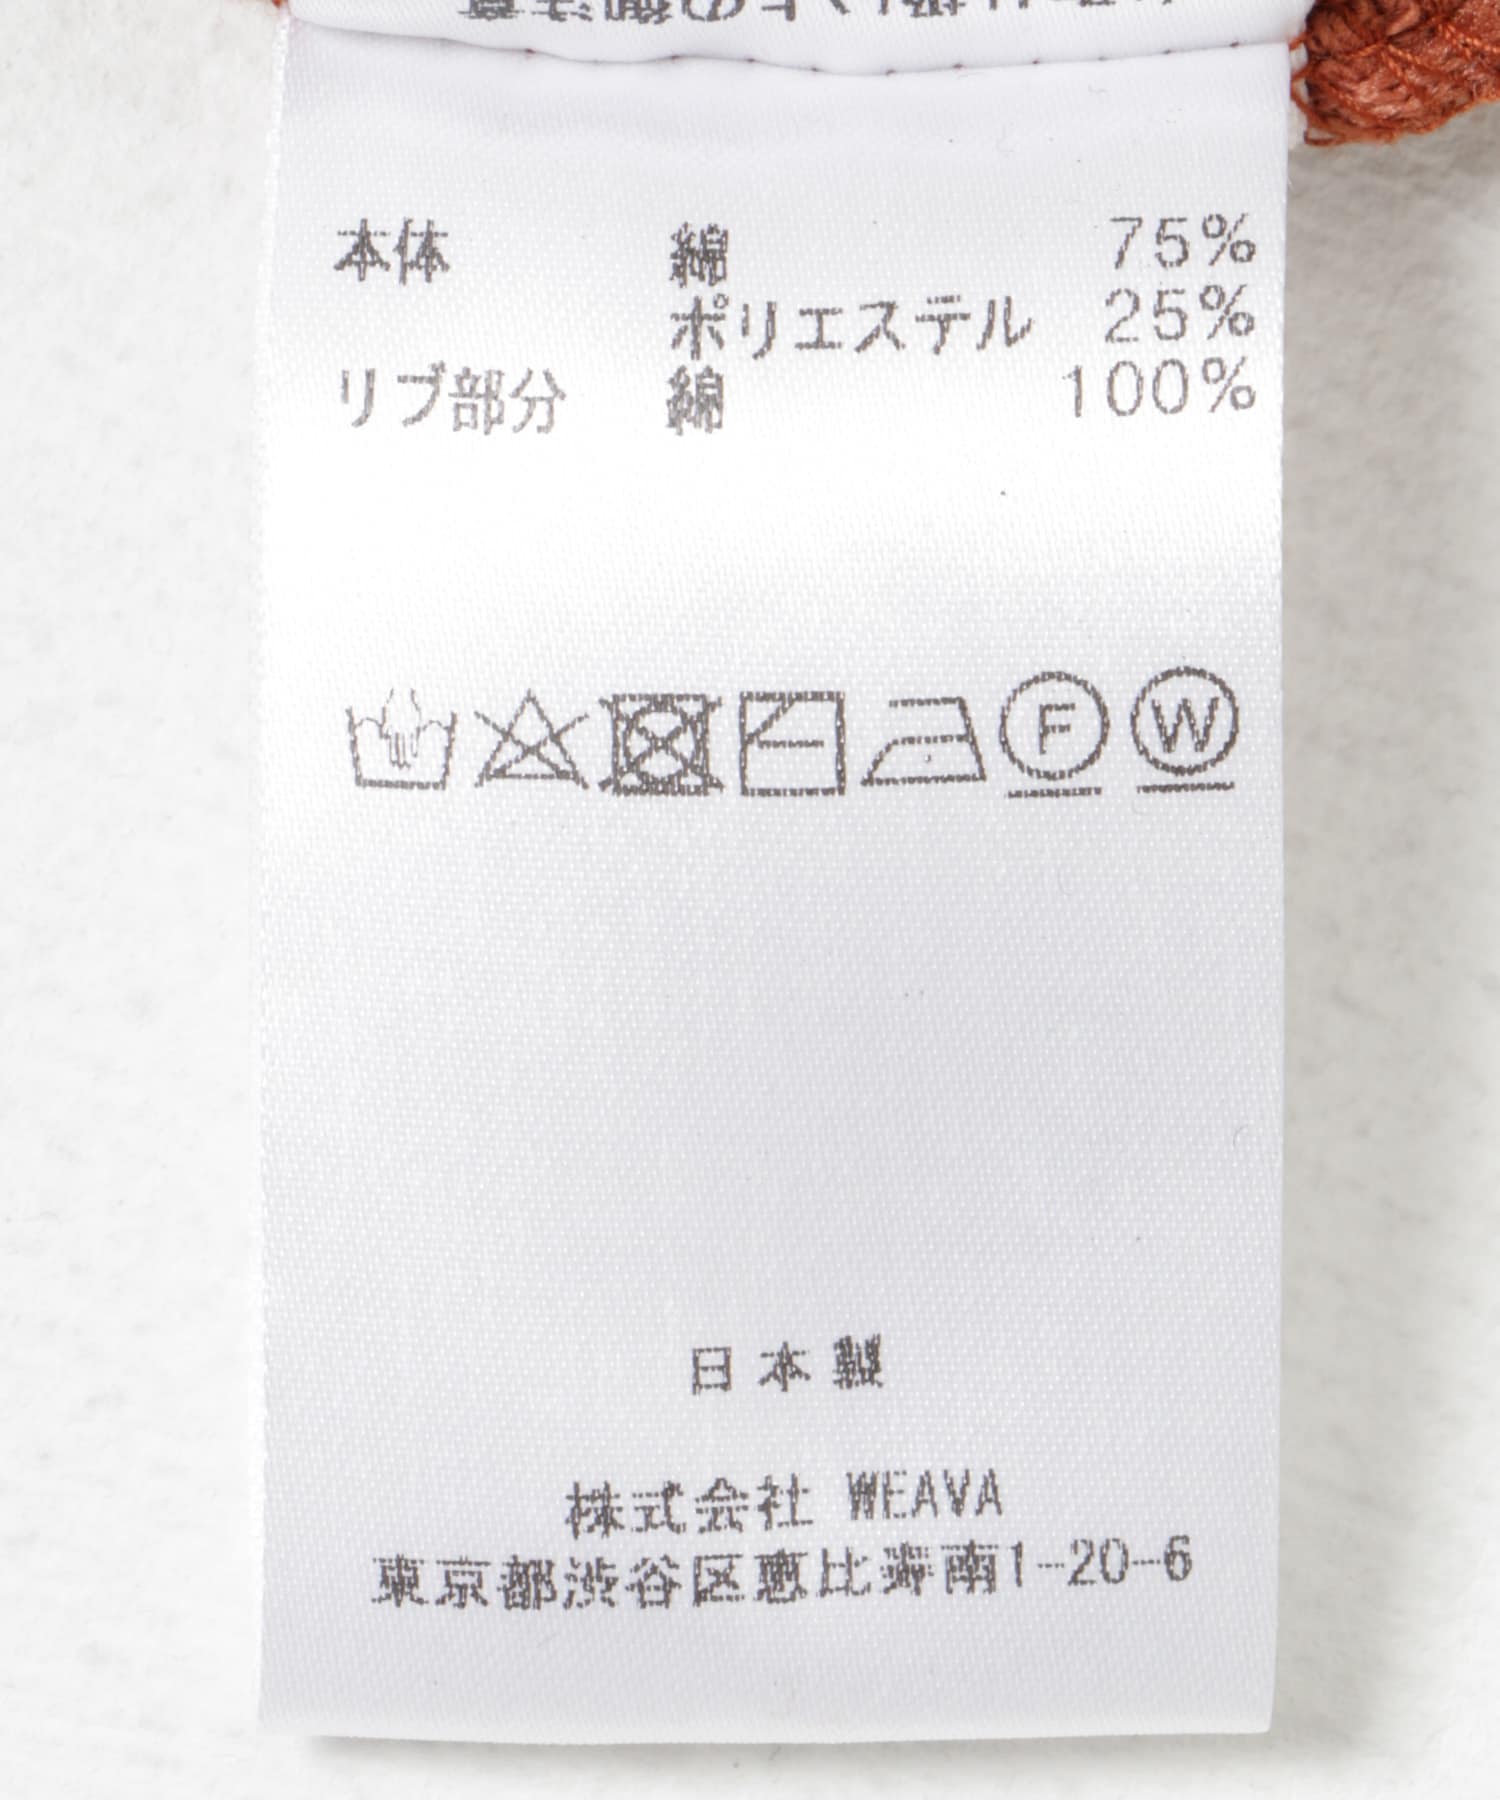 本体 綿 75%
ポリエステル 25%
リブ部分 綿 100%
F W
日本製
株式会社 WEAVA
東京都渋谷区恵比寿南1-20-6